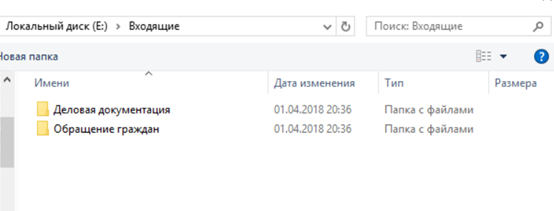 Локальный диск (E:) > Входящие
Поиск: Входящие
Новая папка
?
Имени
Дата изменения
Тип
Размера
Деловая документация
01.04.2018 20:36
Папка с файлами
Обращение граждан
01.04.2018 20:36
Папка с файлами